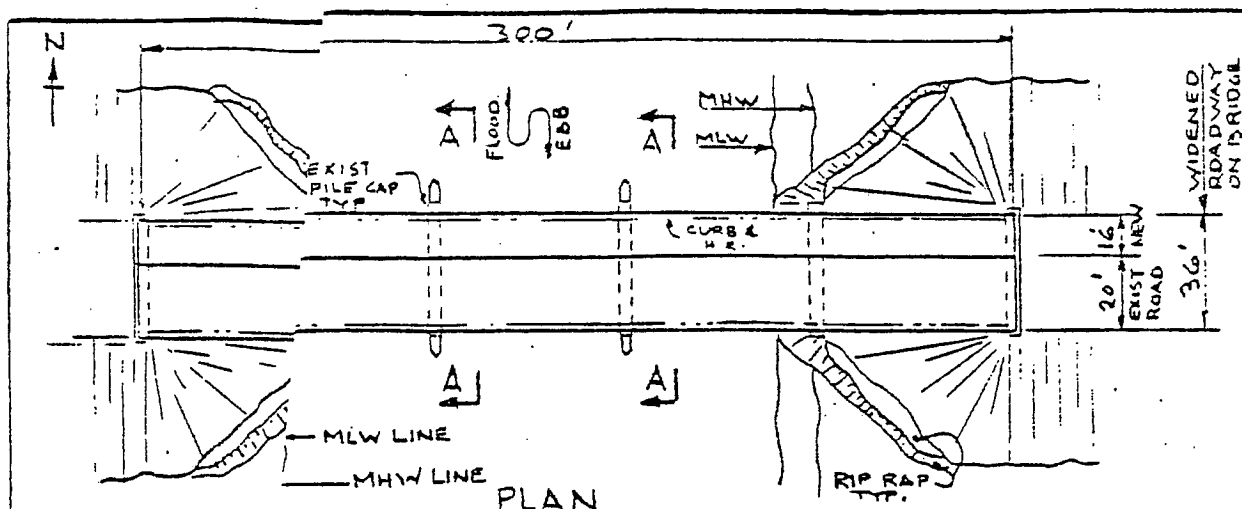 300'
N
MHW
MLW
A
FLOOD
EBB
A
EXIST
PILE CAP
TYP
WIDENED
ROADWAY
ON BRIDGE
CURB &
H.R.
16'
NEW
20'
EXIST
ROAD
36'
A
A
MLW LINE
MHW LINE
PLAN
RIP RAP
TYP.